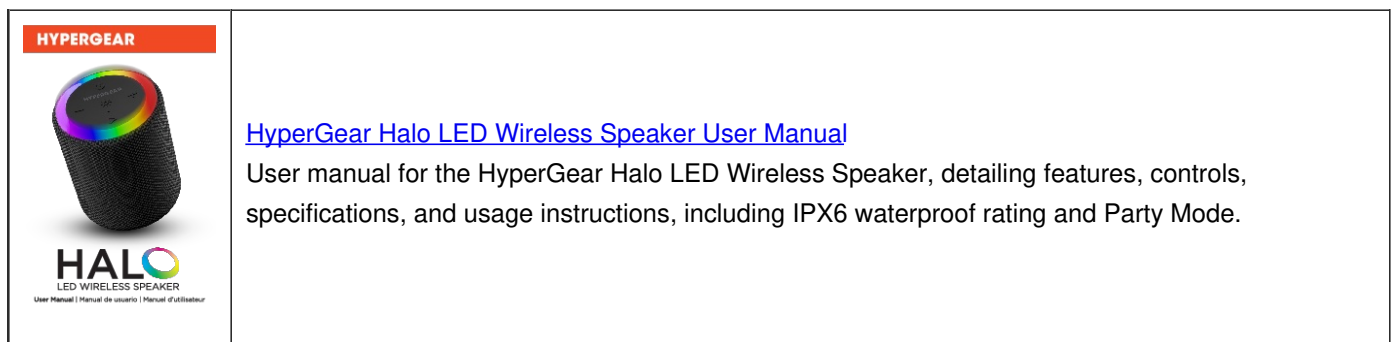 HYPERGEAR
HYPERGEAR
HALO
LED WIRELESS SPEAKER
User Manual | Manual de usuario | Manuel d'utilisateur
HyperGear Halo LED Wireless Speaker User Manual
User manual for the HyperGear Halo LED Wireless Speaker, detailing features, controls,
specifications, and usage instructions, including IPX6 waterproof rating and Party Mode.